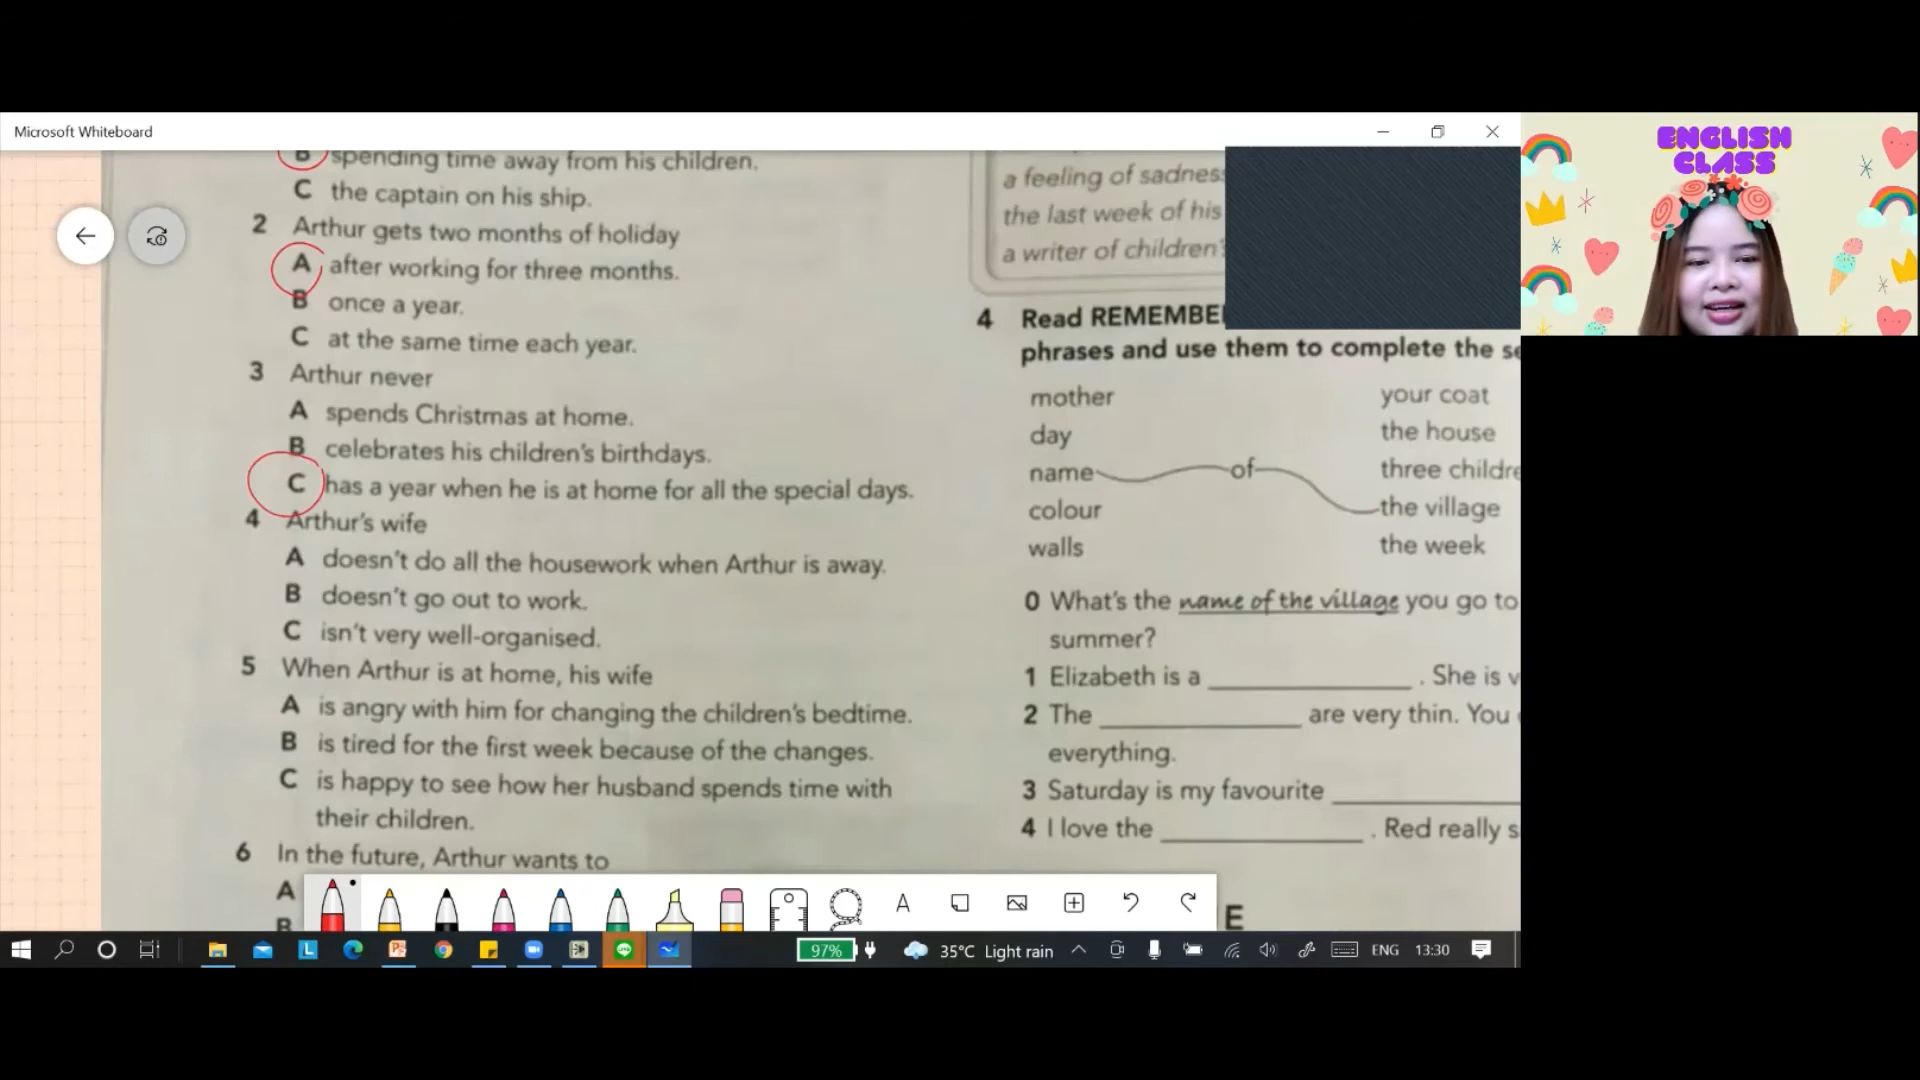 Microsoft Whiteboard
ENGLISH
CLASS
B spending time away from his children.
C the captain on his ship.
2 Arthur gets two months of holiday
A after working for three months.
B once a year.
C at the same time each year.
3 Arthur never
A spends Christmas at home.
B celebrates his children's birthdays.
C has a year when he is at home for all the special days.
4 Arthur's wife
A doesn't do all the housework when Arthur is away.
B doesn't go out to work.
C isn't very well-organised.
5 When Arthur is at home, his wife
A is angry with him for changing the children's bedtime.
B is tired for the first week because of the changes.
C is happy to see how her husband spends time with
their children.
6 In the future, Arthur wants to
A
B
a feeling of sadness
the last week of his
a writer of children's
4 Read REMEMBE
phrases and use them to complete the se
mother your coat
day the house
name of three childre
colour the village
walls the week
0 What's the name of the village you go to
summer?
1 Elizabeth is a ____________ . She is v
2 The ____________ are very thin. You
everything.
3 Saturday is my favourite ____________
4 I love the ____________ . Red really s
E
A
97% 35°C Light rain ENG 13:30